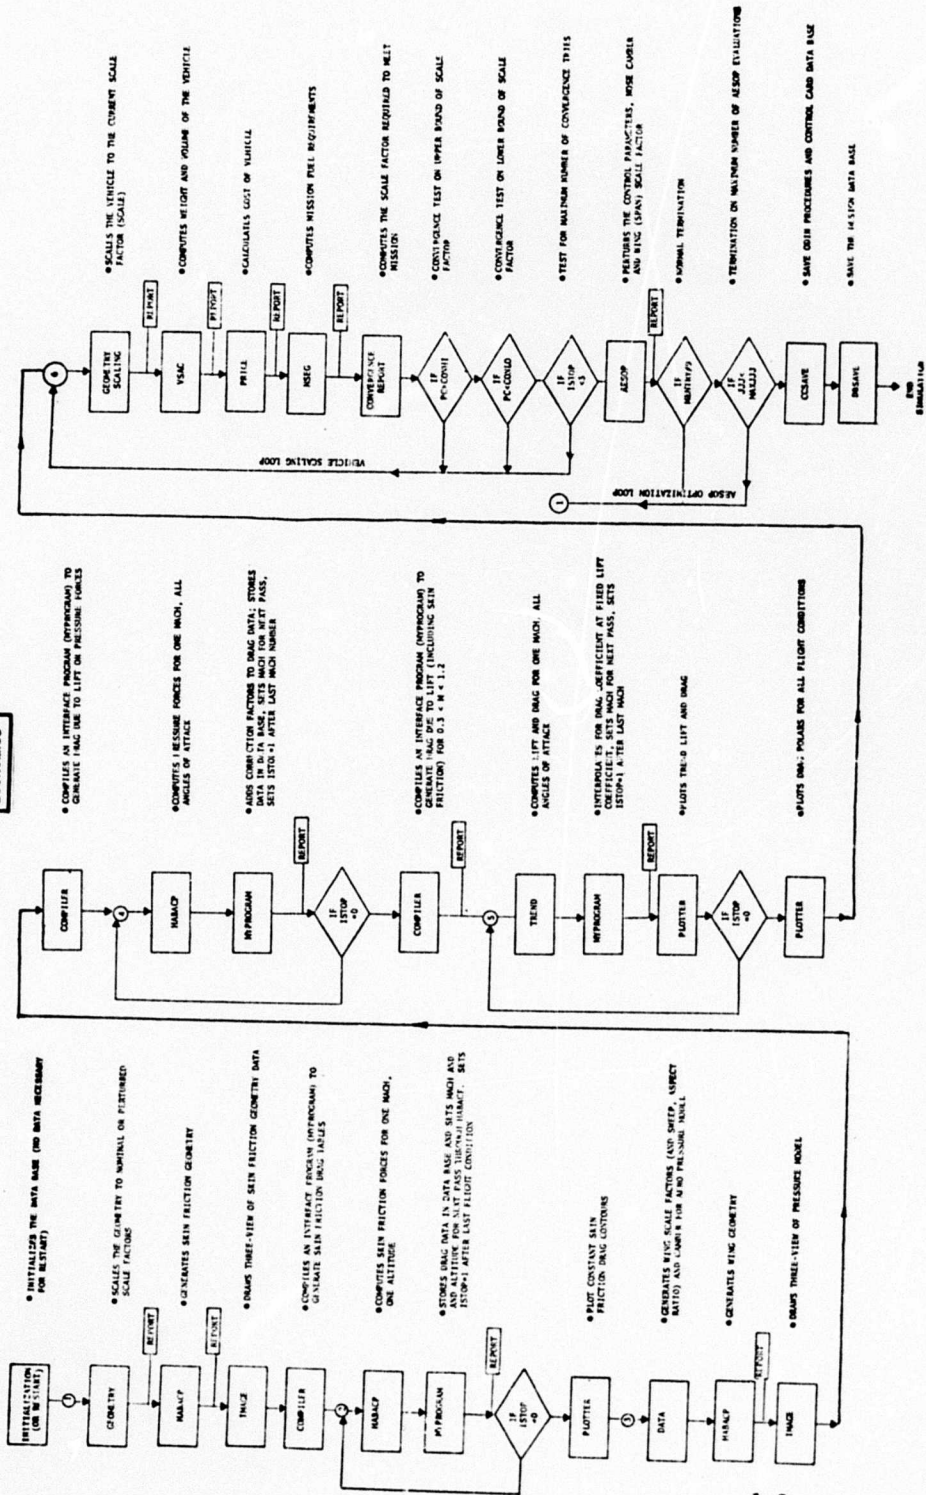 INITIALIZATION
(OR RESTART)
● INITIALIZES THE DATA BASE (NO DATA NECESSARY
FOR RESTART)
1
GEOMETRY
● SCALES THE GEOMETRY TO NOMINAL OR PERTURBED
SCALE FACTORS
REPORT
HABACP
● GENERATES SKIN FRICTION GEOMETRY
REPORT
IMAGE
● DRAWS THREE-VIEW OF SKIN FRICTION GEOMETRY DATA
COMPILER
● COMPILES AN INTERFACE PROGRAM (MYPROGRAM) TO
GENERATE SKIN FRICTION DRAG TABLES
2
HABACP
● COMPUTES SKIN FRICTION FORCES FOR ONE MACH,
ONE ALTITUDE
MYPROGRAM
● STORES DRAG DATA IN DATA BASE AND SETS MACH AND
AND ALTITUDE FOR NEXT PASS THROUGH HABACP. SETS
ISTOP=1 AFTER LAST FLIGHT CONDITION
REPORT
IF
ISTOP
=0
PLOTTER
● PLOT CONSTANT SKIN
FRICTION DRAG CONTOURS
3
DATA
● GENERATES WING SCALE FACTORS (AND SWEEP, ASPECT
RATIO) AND CAMBER FOR AERO PRESSURE MODEL
HABACP
● GENERATES WING GEOMETRY
REPORT
IMAGE
● DRAWS THREE-VIEW OF PRESSURE MODEL
COMPILER
● COMPILES AN INTERFACE PROGRAM (MYPROGRAM) TO
GENERATE DRAG DUE TO LIFT OR PRESSURE FORCES
4
HABACP
● COMPUTES PRESSURE FORCES FOR ONE MACH, ALL
ANGLES OF ATTACK
MYPROGRAM
● ADDS CORRECTION FACTORS TO DRAG DATA; STORES
DATA IN DATA BASE, SETS MACH FOR NEXT PASS,
SETS ISTOP=1 AFTER LAST MACH NUMBER
REPORT
IF
ISTOP
=0
COMPILER
● COMPILES AN INTERFACE PROGRAM (MYPROGRAM) TO
GENERATE DRAG DUE TO LIFT (INCLUDING SKIN
FRICTION) FOR 0.3 < M < 1.2
REPORT
5
TREND
● COMPUTES LIFT AND DRAG FOR ONE MACH, ALL
ANGLES OF ATTACK
MYPROGRAM
● INTERPOLATES FOR DRAG COEFFICIENT AT FIXED LIFT
COEFFICIENT, SETS MACH FOR NEXT PASS, SETS
ISTOP=1 AFTER LAST MACH
REPORT
PLOTTER
● PLOTS TREND LIFT AND DRAG
IF
ISTOP
=0
PLOTTER
● PLOTS DRAG POLARS FOR ALL FLIGHT CONDITIONS
6
GEOMETRY
SCALING
● SCALES THE VEHICLE TO THE CURRENT SCALE
FACTOR (SCALE)
REPORT
VSAC
● COMPUTES WEIGHT AND VOLUME OF THE VEHICLE
REPORT
PRICE
● CALCULATES COST OF VEHICLE
REPORT
NSEG
● COMPUTES MISSION FUEL REQUIREMENTS
REPORT
CONVERGENCE
REPORT
● COMPUTES THE SCALE FACTOR REQUIRED TO MEET
MISSION
IF
PC>CONHI
● CONVERGENCE TEST ON UPPER BOUND OF SCALE
FACTOR
IF
PC<CONLO
● CONVERGENCE TEST ON LOWER BOUND OF SCALE
FACTOR
IF
ISTOP
<3
● TEST FOR MAXIMUM NUMBER OF CONVERGENCE TRIES
VEHICLE SCALING LOOP
AESOP
● PERTURBS THE CONTROL PARAMETERS, NOSE CAMBER
AND WING (SPAN) SCALE FACTOR
REPORT
IF
● NORMAL TERMINATION
IF
JJJ<
MAXJJJ
● TERMINATION ON MAXIMUM NUMBER OF AESOP EVALUATIONS
1
AESOP OPTIMIZATION LOOP
CCSAVE
● SAVE ODIN PROCEDURES AND CONTROL CARD DATA BASE
DBSAVE
● SAVE THE DESIGN DATA BASE
END
SIMULATION